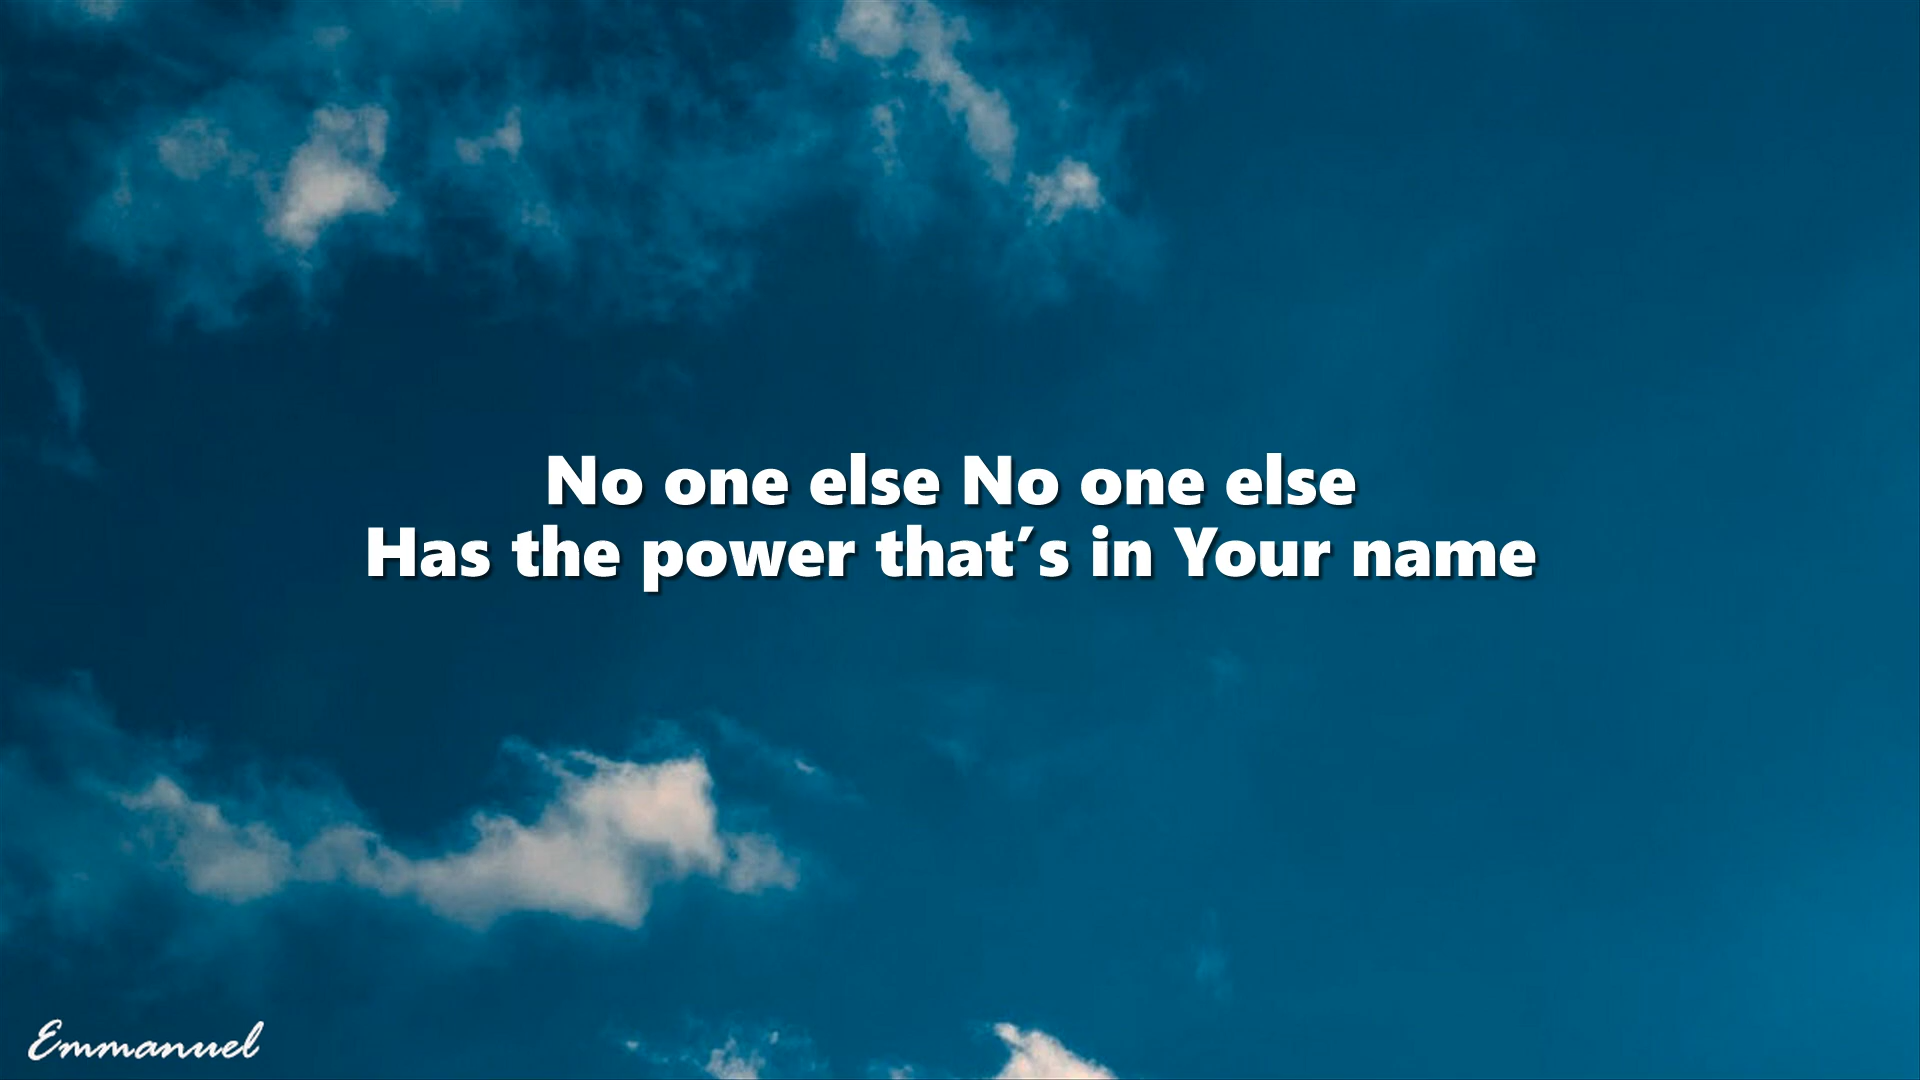 No one else No one else
Has the power that's in Your name
Emmanuel